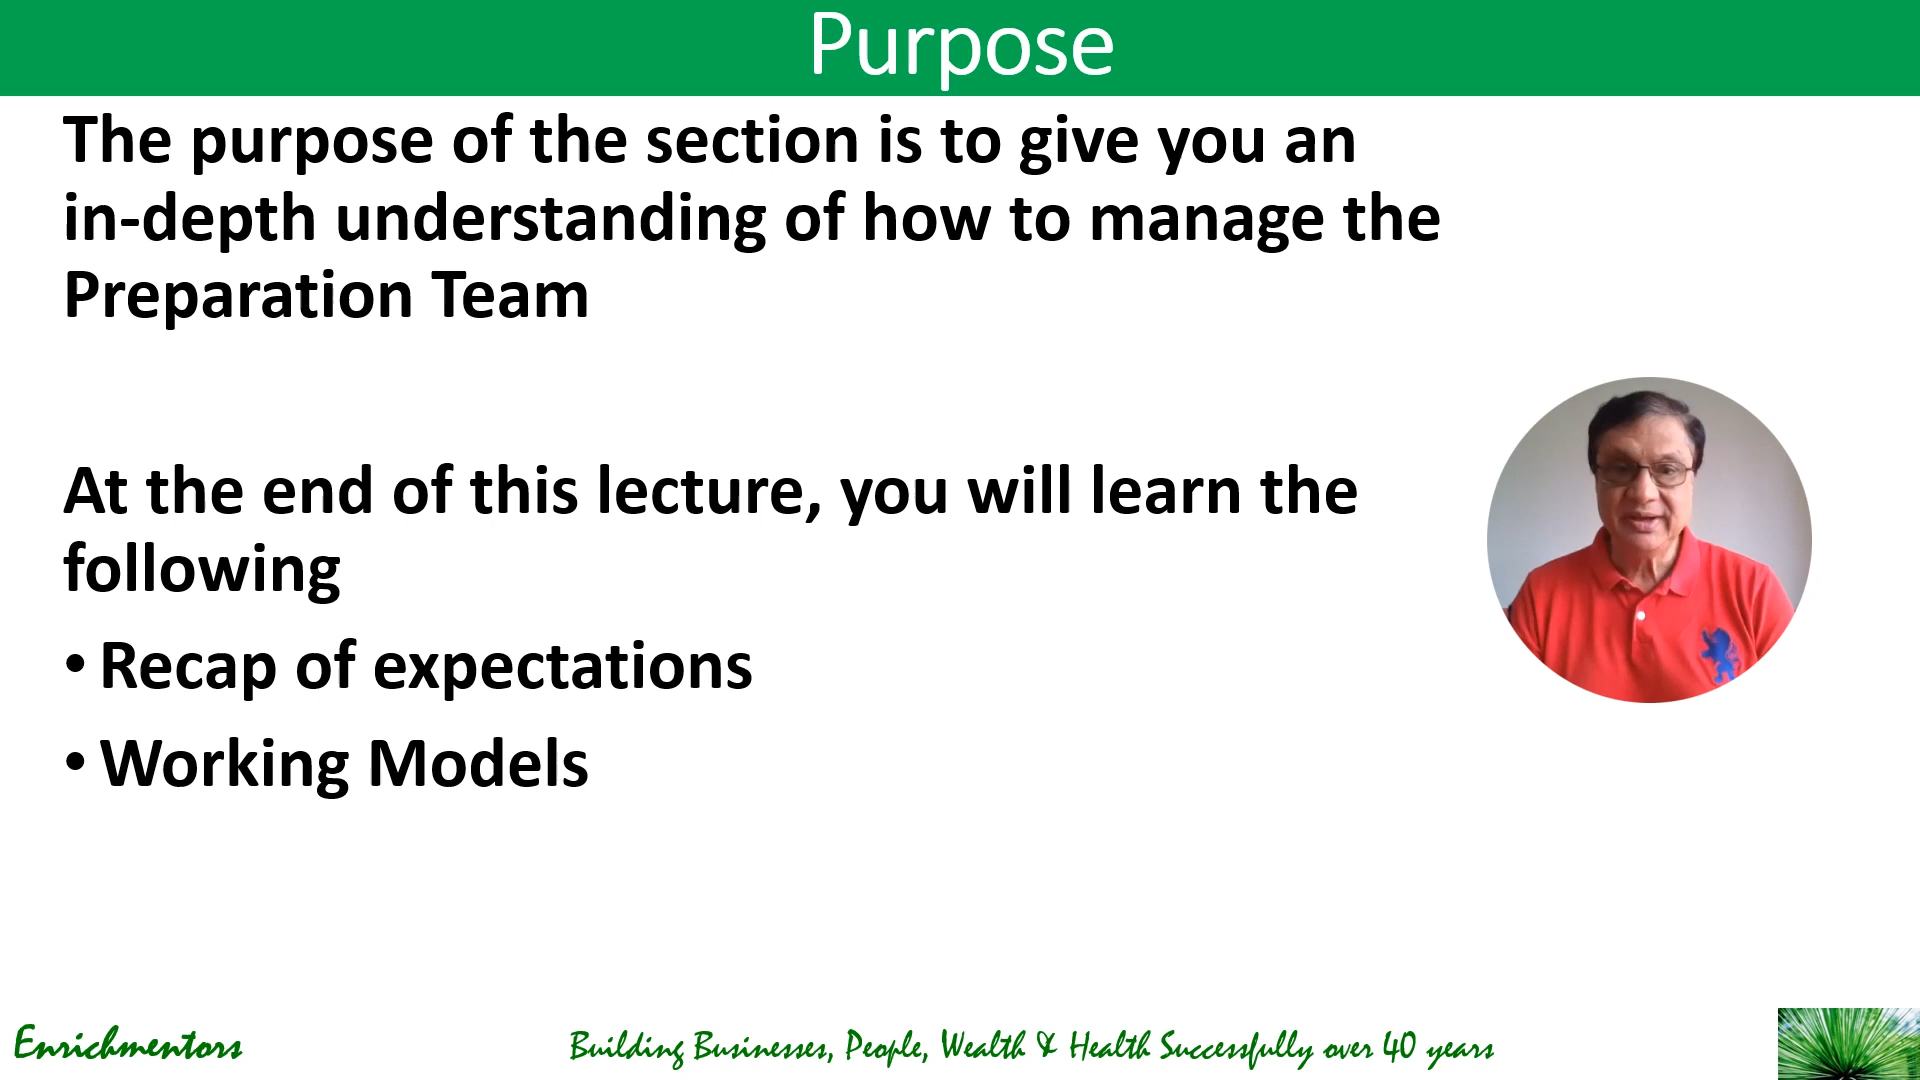 Purpose
The purpose of the section is to give you an
in-depth understanding of how to manage the
Preparation Team
At the end of this lecture, you will learn the
following
• Recap of expectations
• Working Models
Enrichmentors
Building Businesses, People, Wealth & Health Successfully over 40 years